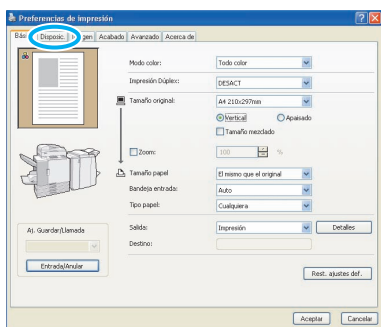 Preferencias de impresión
Disposic. gen Acabado Avanzado Acerca de
Modo color: Todo color
Impresión Dúplex: DESACT
Tamaño original: A4 210x297mm
Vertical Apaisado
Tamaño mezclado
Zoom: 100 %
Tamaño papel El mismo que el original
Bandeja entrada: Auto
Tipo papel: Cualquiera
Aj. Guardar/Llamada
Salida: Impresión Detalles
Destino:
Entrada/Anular
Rest. ajustes def.
Aceptar Cancelar